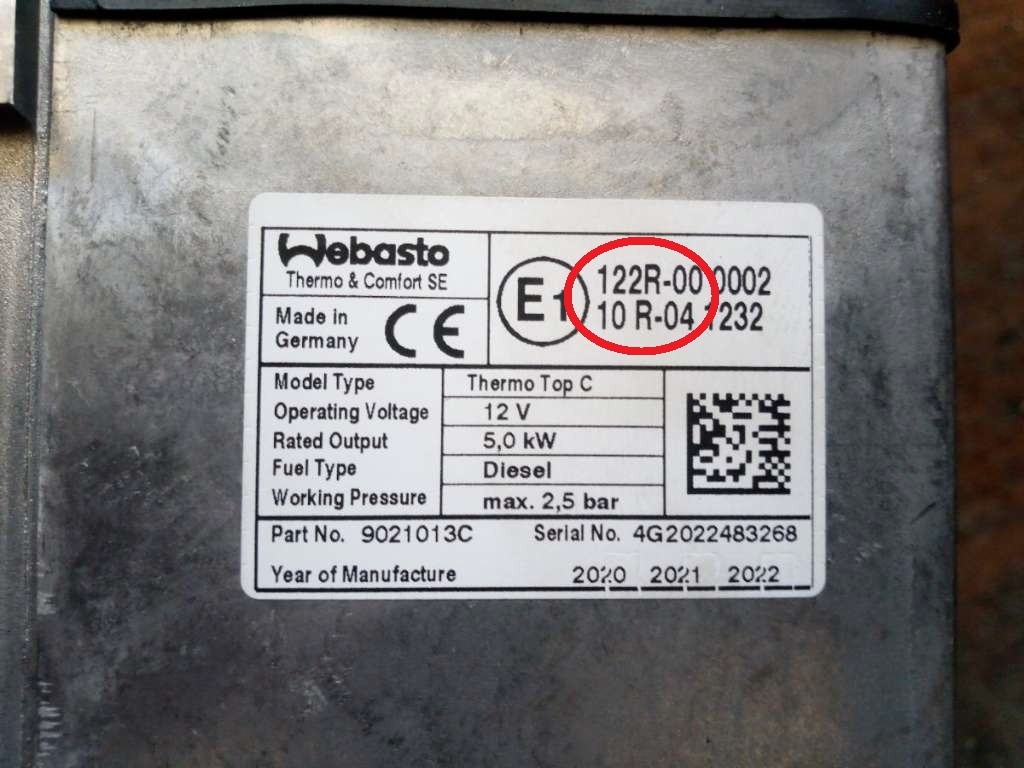 Webasto
Thermo & Comfort SE
Made in
Germany
CE
E1
122R-00 0002
10 R-04 1232
Model Type Thermo Top C
Operating Voltage 12 V
Rated Output 5,0 kW
Fuel Type Diesel
Working Pressure max. 2,5 bar
Part No. 9021013C Serial No. 4G2022483268
Year of Manufacture 2020 2021 2022